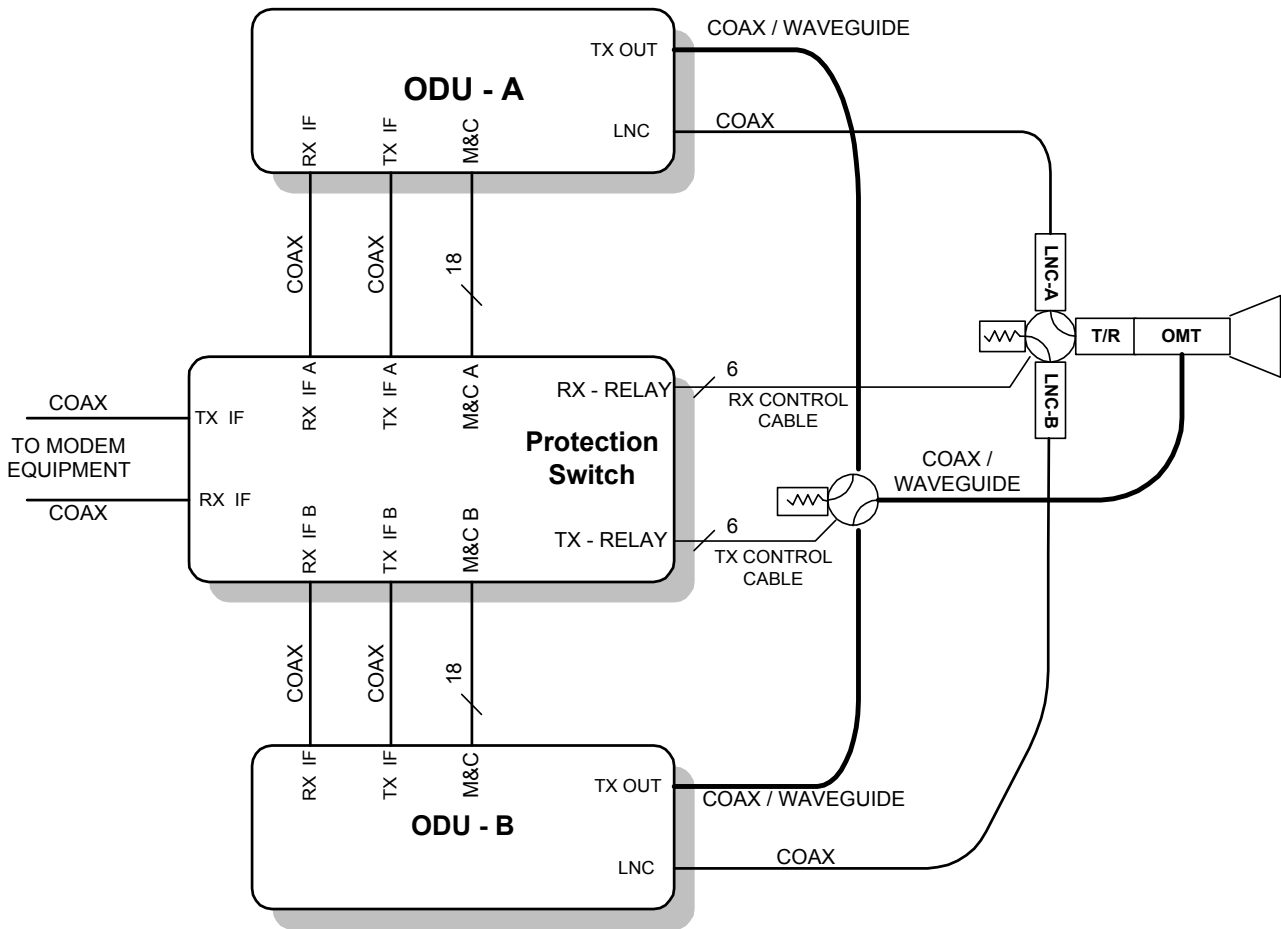 COAX / WAVEGUIDE
TX OUT
ODU - A
LNC
COAX
RX IF
TX IF
M&C
COAX
COAX
18
LNC-A
T/R
OMT
LNC-B
RX IF A
TX IF A
M&C A
RX - RELAY
6
RX CONTROL
CABLE
COAX
TX IF
TO MODEM
EQUIPMENT
RX IF
COAX
Protection
Switch
COAX /
WAVEGUIDE
RX IF B
TX IF B
M&C B
TX - RELAY
6
TX CONTROL
CABLE
COAX
COAX
18
RX IF
TX IF
M&C
TX OUT
COAX / WAVEGUIDE
ODU - B
LNC
COAX